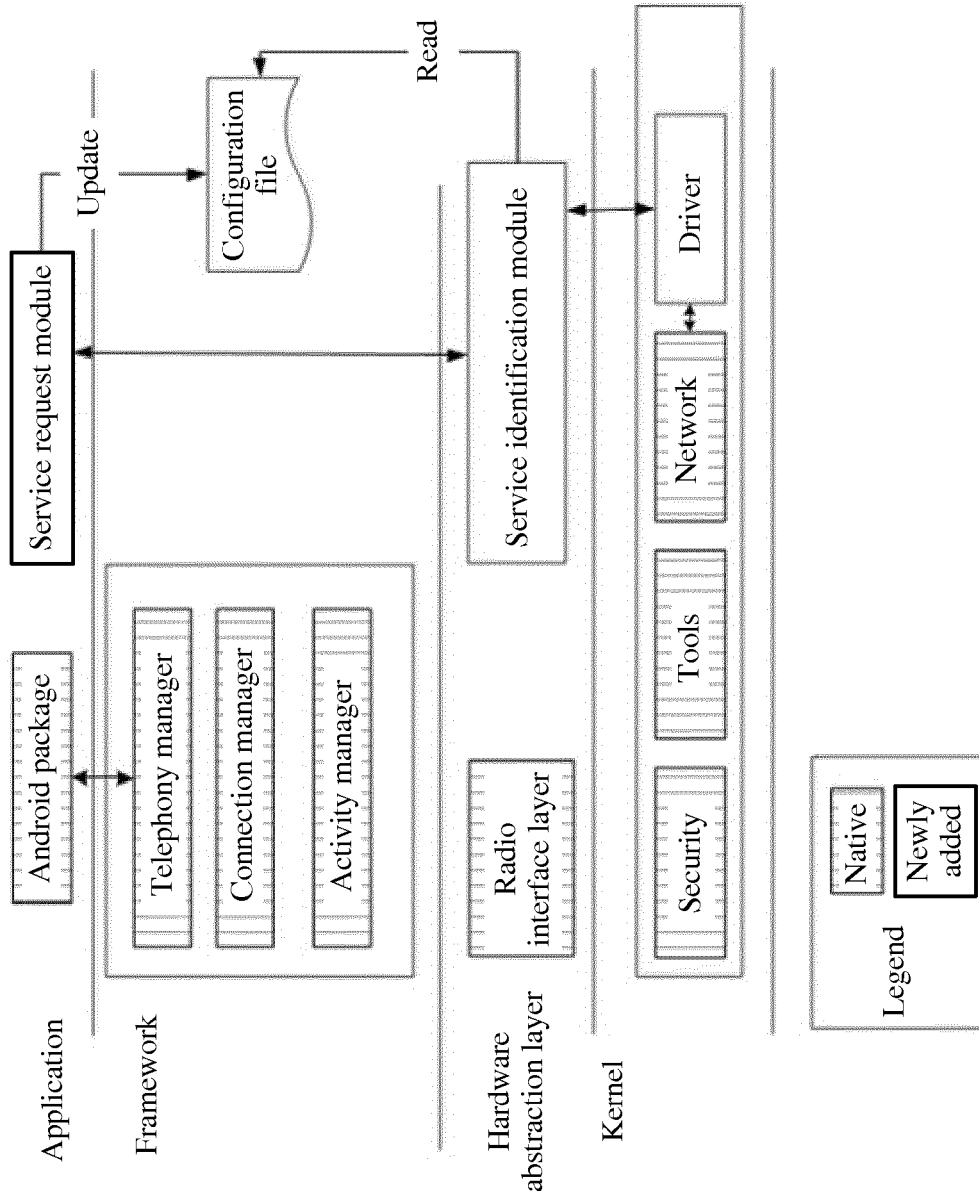 Application
Android package
Service request module
Update
Framework
Telephony manager
Connection manager
Activity manager
Configuration
file
Read
Hardware
abstraction layer
Radio
interface layer
Service identification module
Kernel
Security
Tools
Network
Driver
Legend
Native
Newly
added